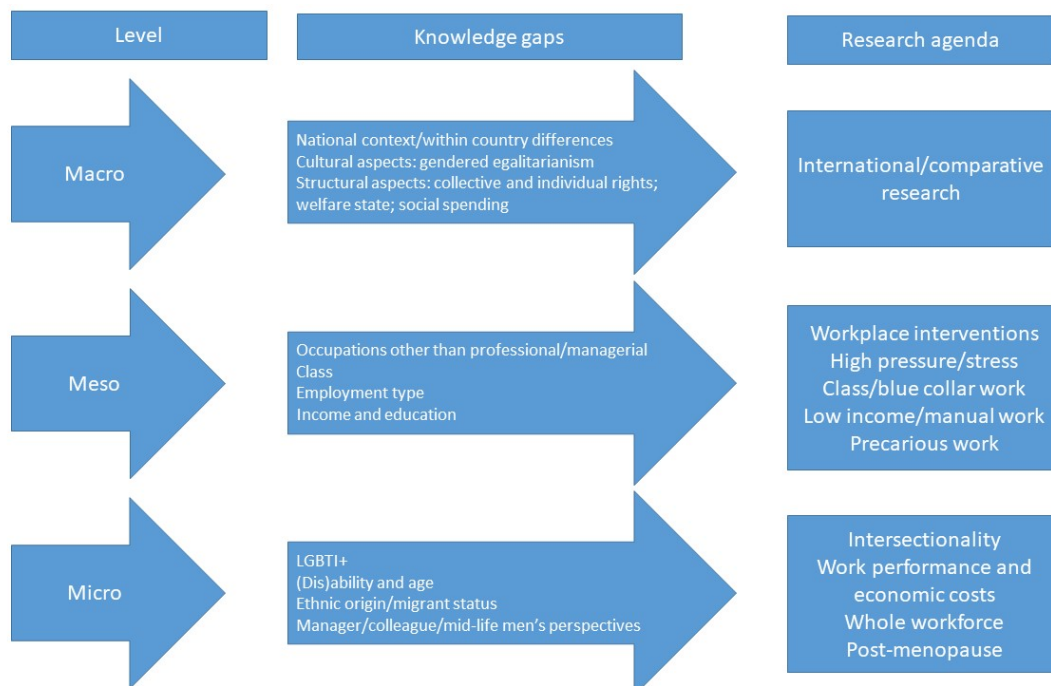 Level
Knowledge gaps
Research agenda
Macro
National context/within country differences
Cultural aspects: gendered egalitarianism
Structural aspects: collective and individual rights;
welfare state; social spending
International/comparative
research
Meso
Occupations other than professional/managerial
Class
Employment type
Income and education
Workplace interventions
High pressure/stress
Class/blue collar work
Low income/manual work
Precarious work
Micro
LGBTI+
(Dis)ability and age
Ethnic origin/migrant status
Manager/colleague/mid-life men's perspectives
Intersectionality
Work performance and
economic costs
Whole workforce
Post-menopause